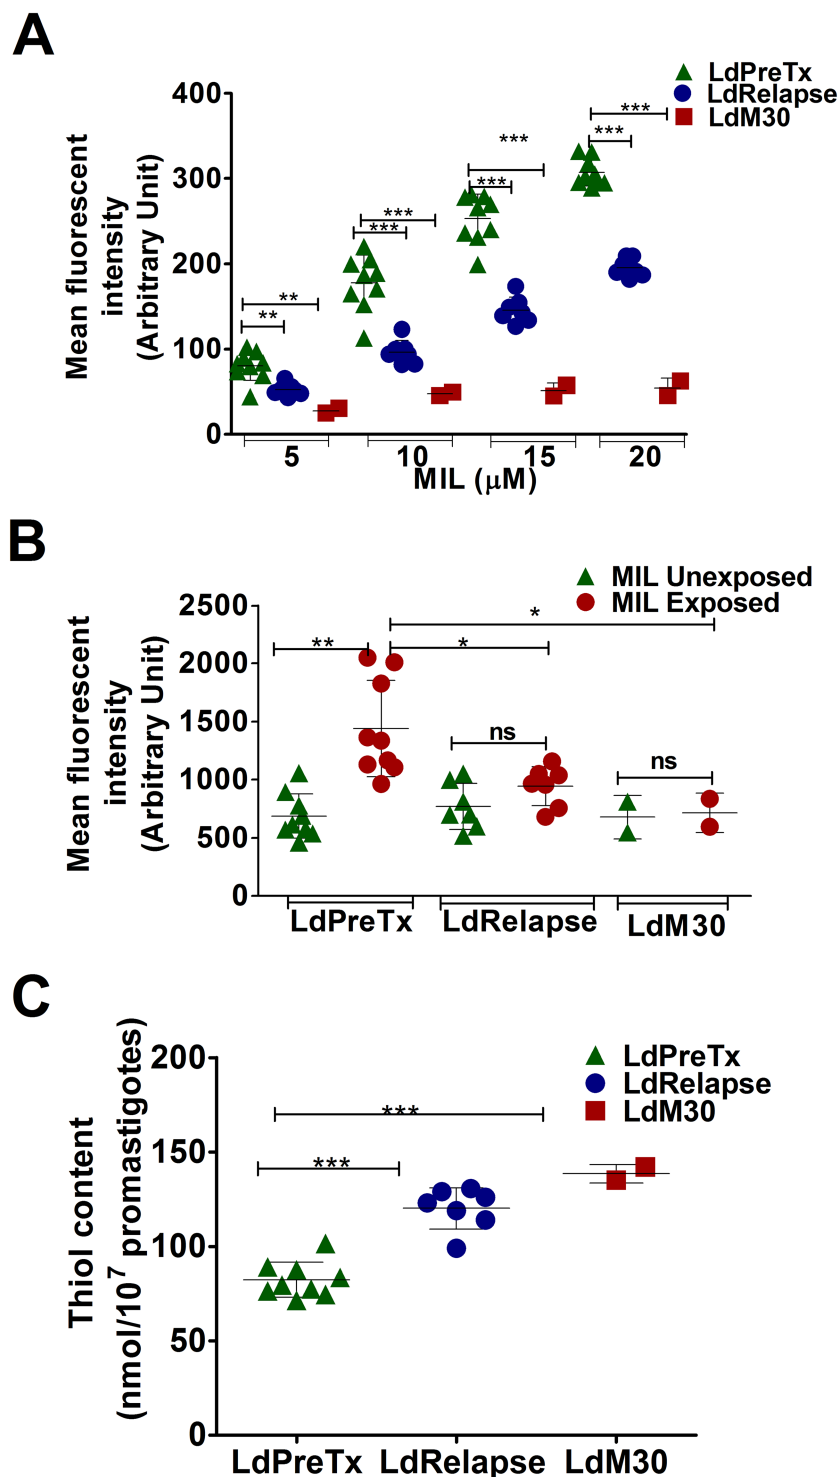 A
LdPreTx
LdRelapse
LdM30
Mean fluorescent
intensity
(Arbitrary Unit)
400
300
200
100
0
** **
*** ***
*** ***
*** ***
5 10 15 20
MIL (μM)
B
MIL Unexposed
MIL Exposed
Mean fluorescent
intensity
(Arbitrary Unit)
2500
2000
1500
1000
500
0
*
** *
ns
ns
LdPreTx LdRelapse LdM30
C
LdPreTx
LdRelapse
LdM30
Thiol content
(nmol/10⁷ promastigotes)
200
150
100
50
0
***
***
LdPreTx LdRelapse LdM30